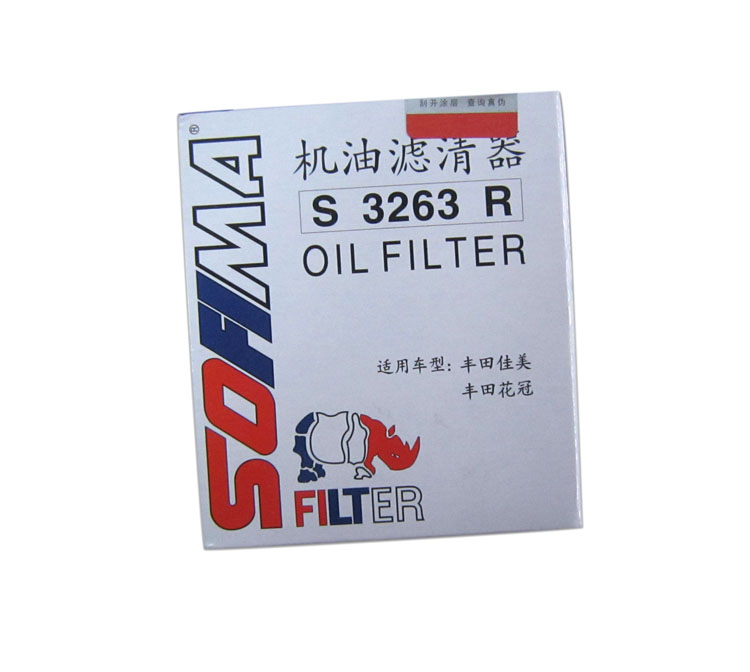 刮开涂层 查询真伪
SOFIMA®
机油滤清器
S 3263 R
OIL FILTER
适用车型：丰田佳美
丰田花冠
FILTER